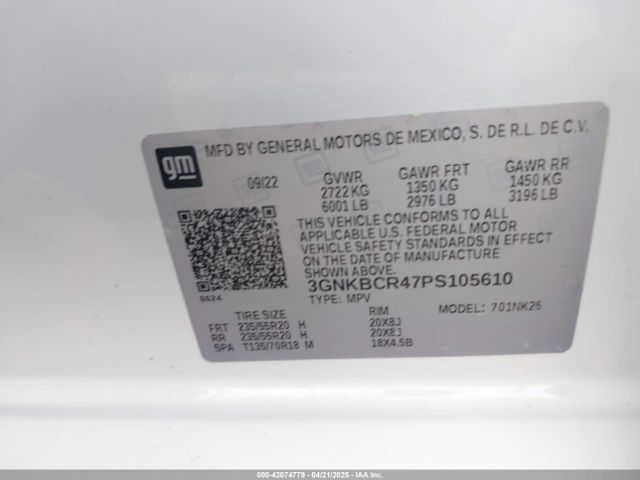 gm
MFD BY GENERAL MOTORS DE MEXICO, S. DE R.L. DE C.V.
09/22 GVWR GAWR FRT GAWR RR
2722 KG 1350 KG 1450 KG
6001 LB 2976 LB 3196 LB
THIS VEHICLE CONFORMS TO ALL
APPLICABLE U.S. FEDERAL MOTOR
VEHICLE SAFETY STANDARDS IN EFFECT
ON THE DATE OF MANUFACTURE
SHOWN ABOVE.
8624 3GNKBCR47PS105610
TYPE: MPV MODEL: 701NK26
TIRE SIZE RIM
FRT 235/55R20 H 20X8J
RR 235/55R20 H 20X8J
SPA T135/70R18 M 18X4.5B
000-42074779 - 04/21/2025 - IAAI.COM